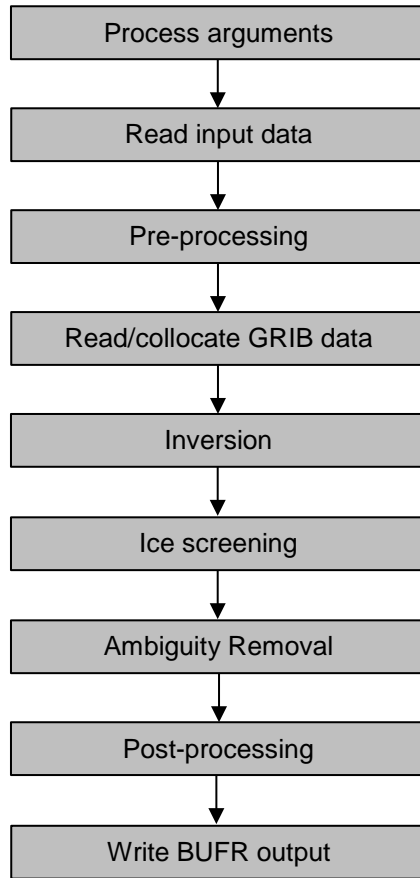 Process arguments
Read input data
Pre-processing
Read/collocate GRIB data
Inversion
Ice screening
Ambiguity Removal
Post-processing
Write BUFR output